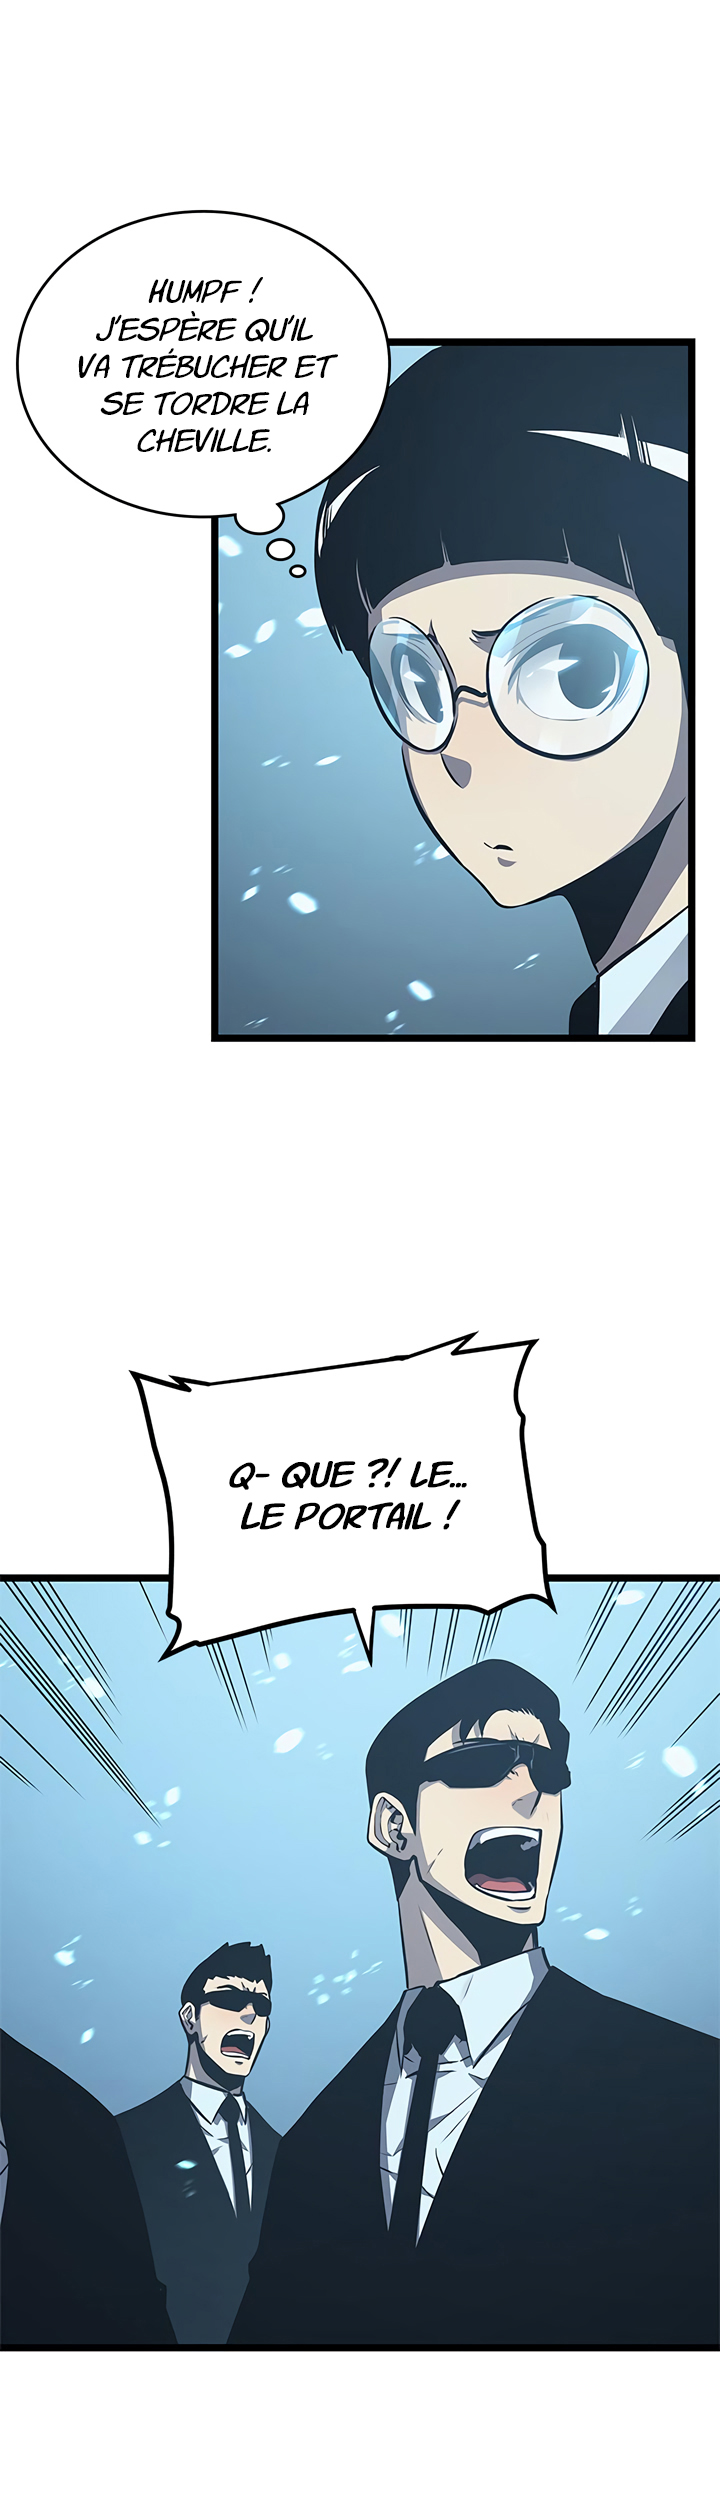 HUMPF !
J'ESPÈRE QU'IL
VA TRÉBUCHER ET
SE TORDRE LA
CHEVILLE.
Q- QUE ?! LE...
LE PORTAIL !